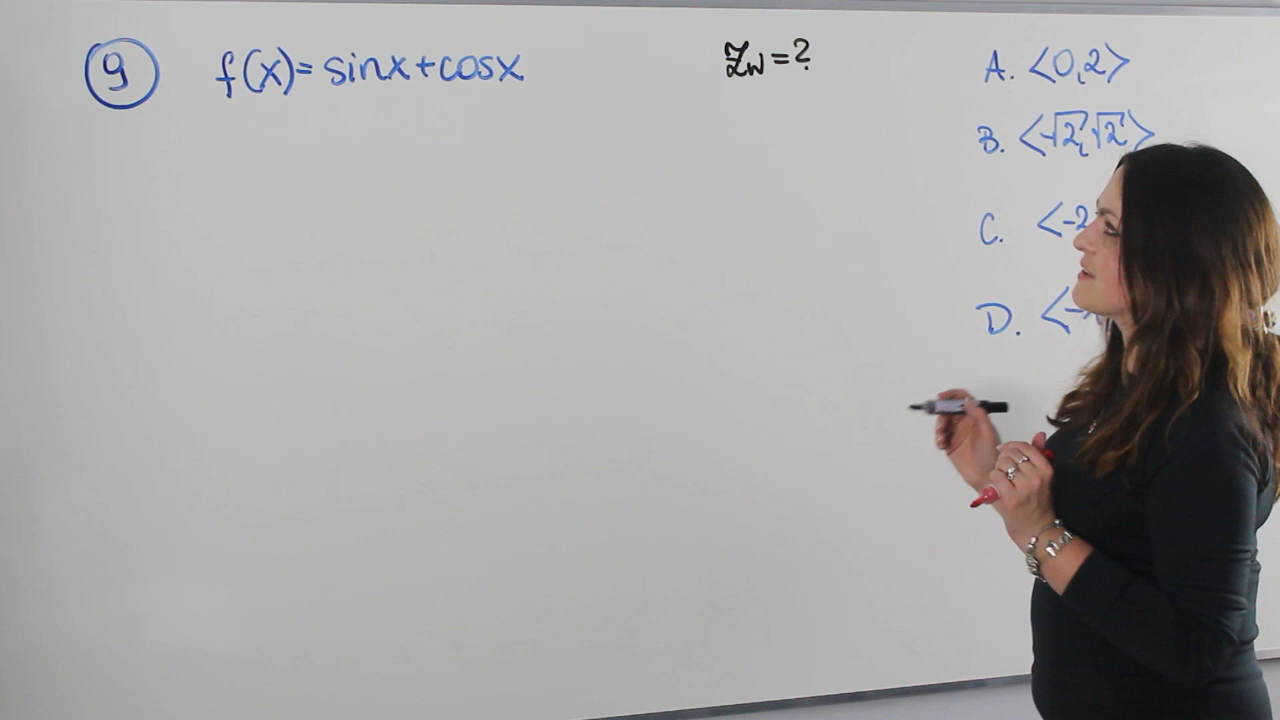 9 f(x)=sinx+cosx Zw=?
A. <0,2>
B. <-√2,√2>
C. <-2
D. <-